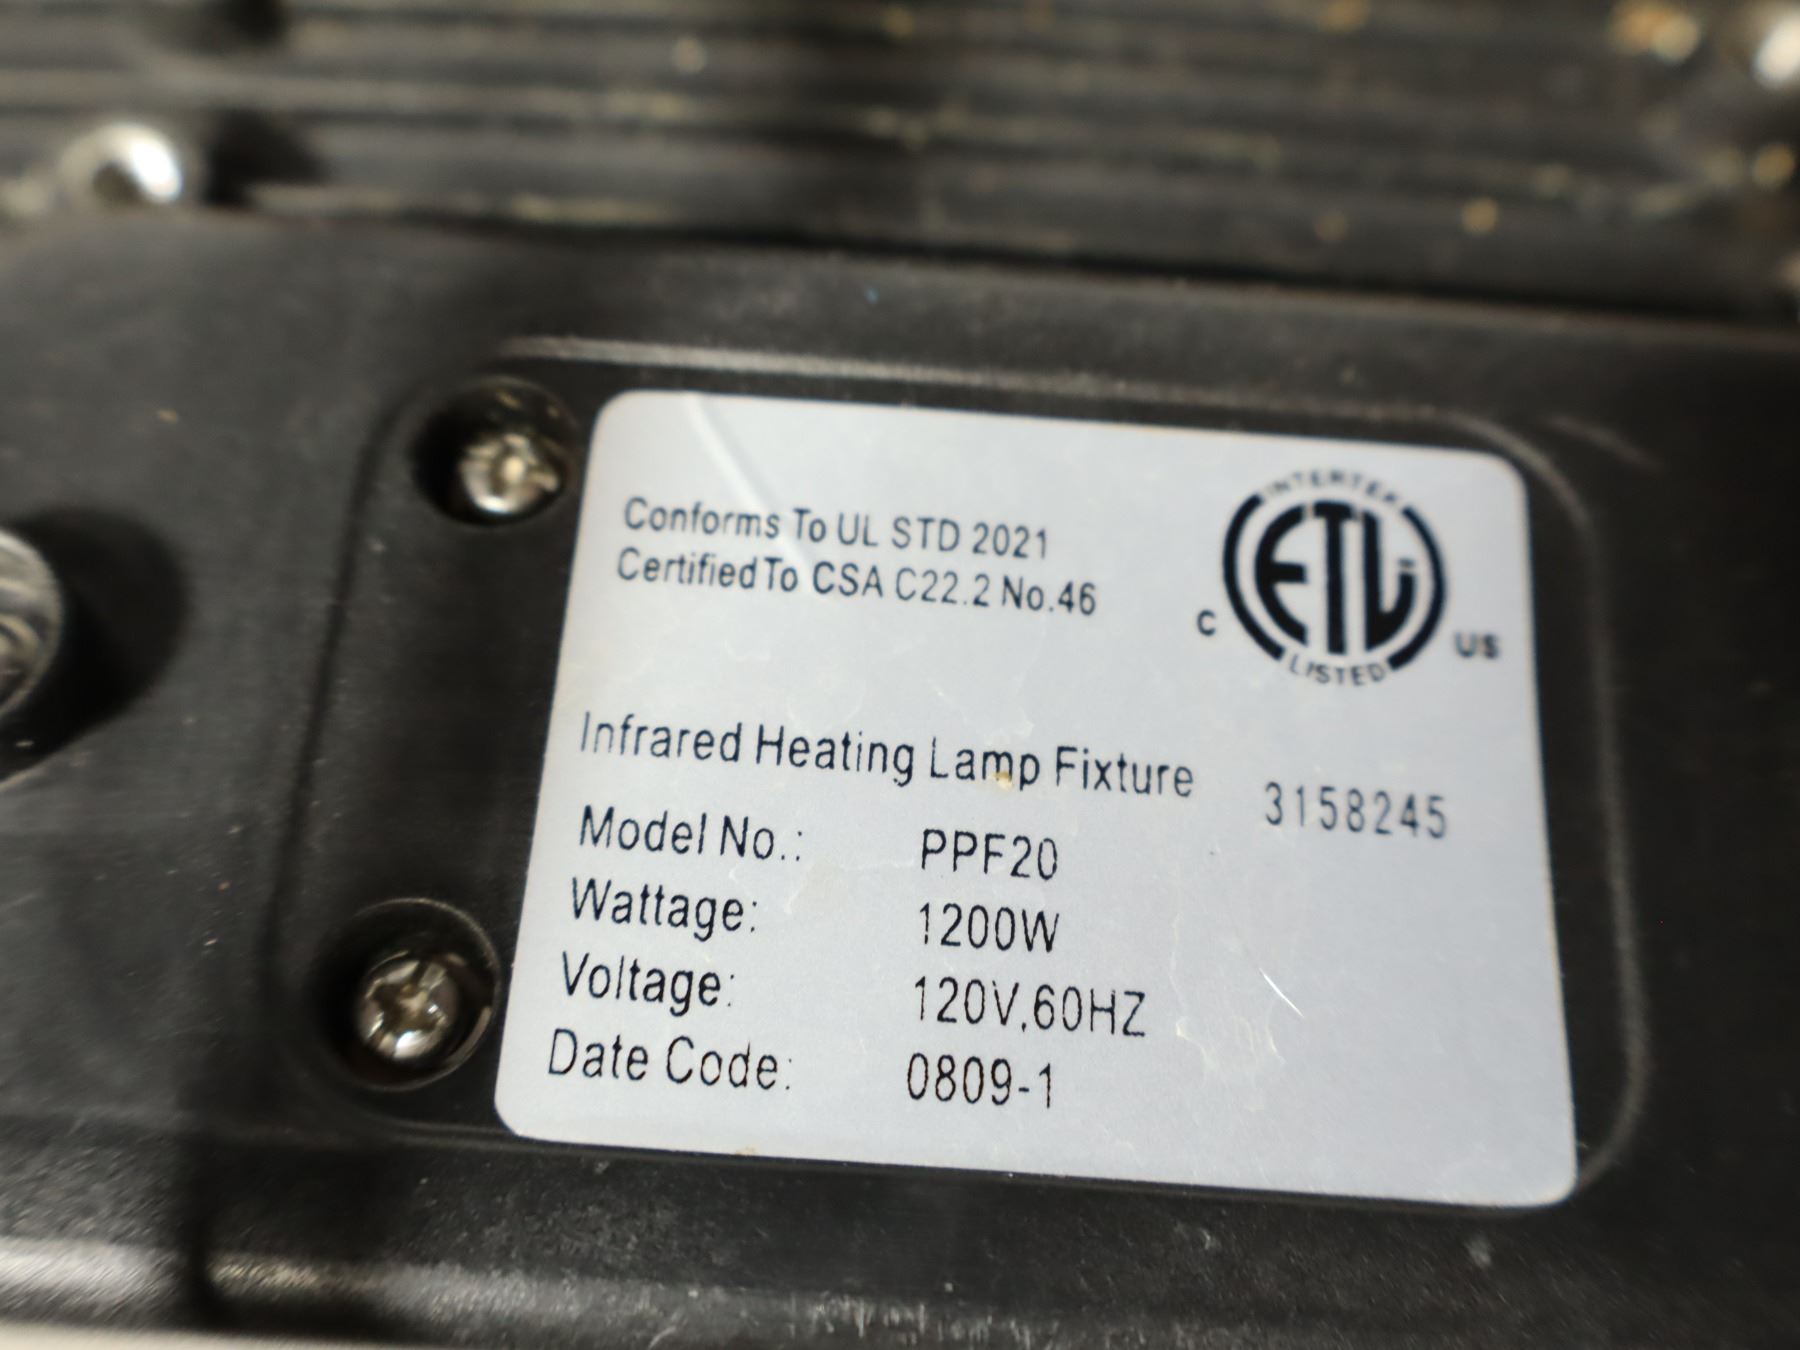 Conforms To UL STD 2021
Certified To CSA C22.2 No.46
INTERTEK
ETL
C US
LISTED
Infrared Heating Lamp Fixture 3158245
Model No.: PPF20
Wattage: 1200W
Voltage: 120V,60HZ
Date Code: 0809-1